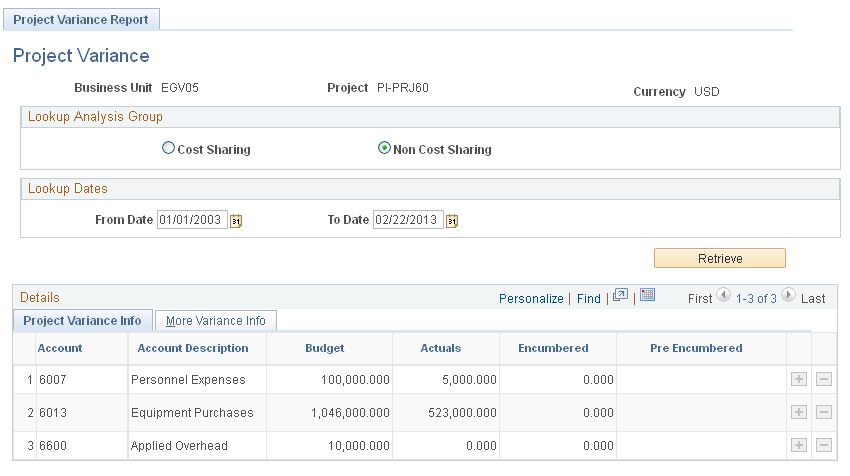 Project Variance Report
Project Variance
Business Unit EGV05 Project PI-PRJ60 Currency USD
Lookup Analysis Group
Cost Sharing Non Cost Sharing
Lookup Dates
From Date 01/01/2003 31 To Date 02/22/2013 31
Retrieve
Details Personalize | Find | | First 1-3 of 3 Last
Project Variance Info More Variance Info
Account Account Description Budget Actuals Encumbered Pre Encumbered
1 6007 Personnel Expenses 100,000.000 5,000.000 0.000
2 6013 Equipment Purchases 1,046,000.000 523,000.000 0.000
3 6600 Applied Overhead 10,000.000 0.000 0.000